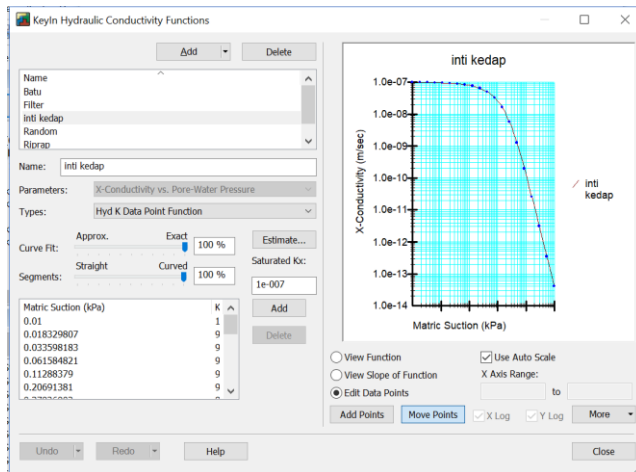 KeyIn Hydraulic Conductivity Functions
Add
Delete
Name
Batu
Filter
inti kedap
Random
Riprap
Name:
inti kedap
Parameters:
X-Conductivity vs. Pore-Water Pressure
Types:
Hyd K Data Point Function
Curve Fit:
Approx.
Exact
100 %
Estimate...
Segments:
Straight
Curved
100 %
Saturated Kx:
1e-007
Matric Suction (kPa) K
0.01 1
0.018329807 9
0.033598183 9
0.061584821 9
0.11288379 9
0.20691381 9
Add
Delete
inti kedap
1.0e-07
1.0e-08
1.0e-09
1.0e-10
1.0e-11
1.0e-12
1.0e-13
1.0e-14
X-Conductivity (m/sec)
Matric Suction (kPa)
inti
kedap
View Function
Use Auto Scale
View Slope of Function
X Axis Range:
Edit Data Points
to
Add Points
Move Points
X Log
Y Log
More
Undo
Redo
Help
Close